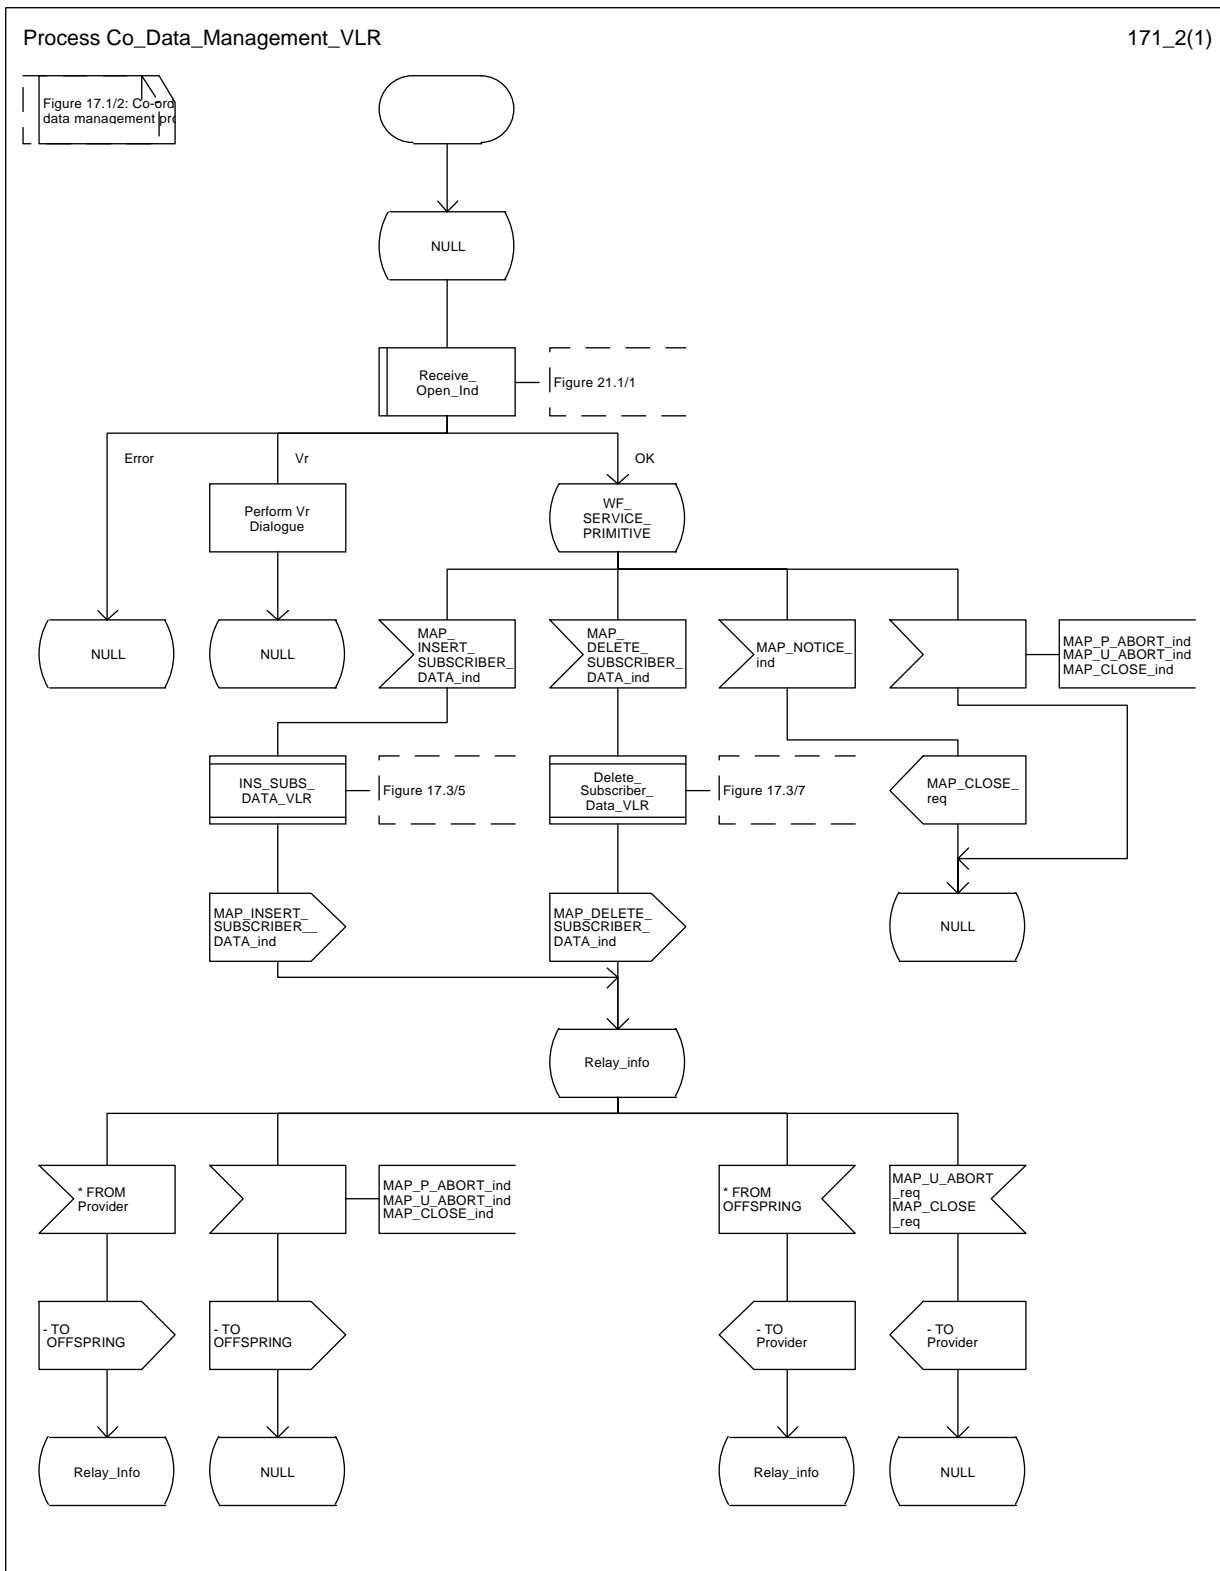 Process Co_Data_Management_VLR
171_2(1)
Figure 17.1/2: Co-ord
data management pro
NULL
Receive_
Open_Ind
Figure 21.1/1
Error
Vr
OK
Perform Vr
Dialogue
WF_
SERVICE_
PRIMITIVE
NULL
NULL
MAP_
INSERT_
SUBSCRIBER_
DATA_ind
MAP_
DELETE_
SUBSCRIBER_
DATA_ind
MAP_NOTICE_
ind
MAP_P_ABORT_ind
MAP_U_ABORT_ind
MAP_CLOSE_ind
INS_SUBS_
DATA_VLR
Figure 17.3/5
Delete_
Subscriber_
Data_VLR
Figure 17.3/7
MAP_CLOSE_
req
MAP_INSERT_
SUBSCRIBER__
DATA_ind
MAP_DELETE_
SUBSCRIBER_
DATA_ind
NULL
Relay_info
* FROM
Provider
MAP_P_ABORT_ind
MAP_U_ABORT_ind
MAP_CLOSE_ind
* FROM
OFFSPRING
MAP_U_ABORT
_req
MAP_CLOSE
_req
- TO
OFFSPRING
- TO
OFFSPRING
- TO
Provider
- TO
Provider
Relay_Info
NULL
Relay_info
NULL